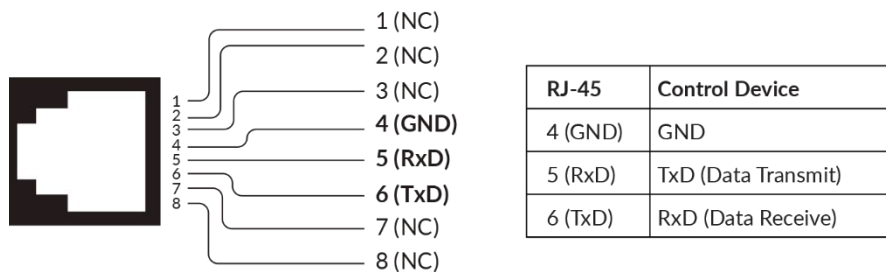 1 (NC)
2 (NC)
3 (NC)
4 (GND)
5 (RxD)
6 (TxD)
7 (NC)
8 (NC)
1
2
3
4
5
6
7
8
RJ-45 Control Device
4 (GND) GND
5 (RxD) TxD (Data Transmit)
6 (TxD) RxD (Data Receive)